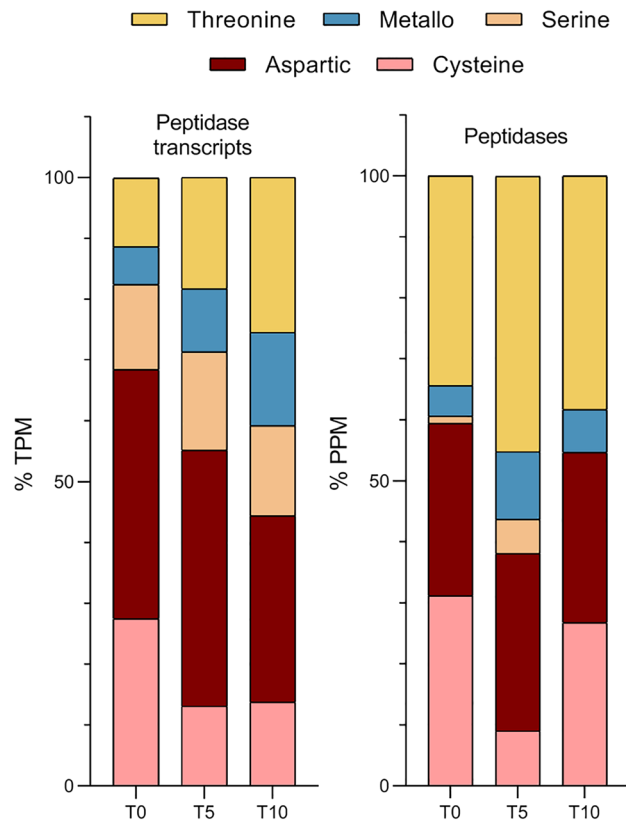 Threonine Metallo Serine
Aspartic Cysteine
Peptidase
transcripts
100
50
0
% TPM
T0 T5 T10
Peptidases
100
50
0
% PPM
T0 T5 T10